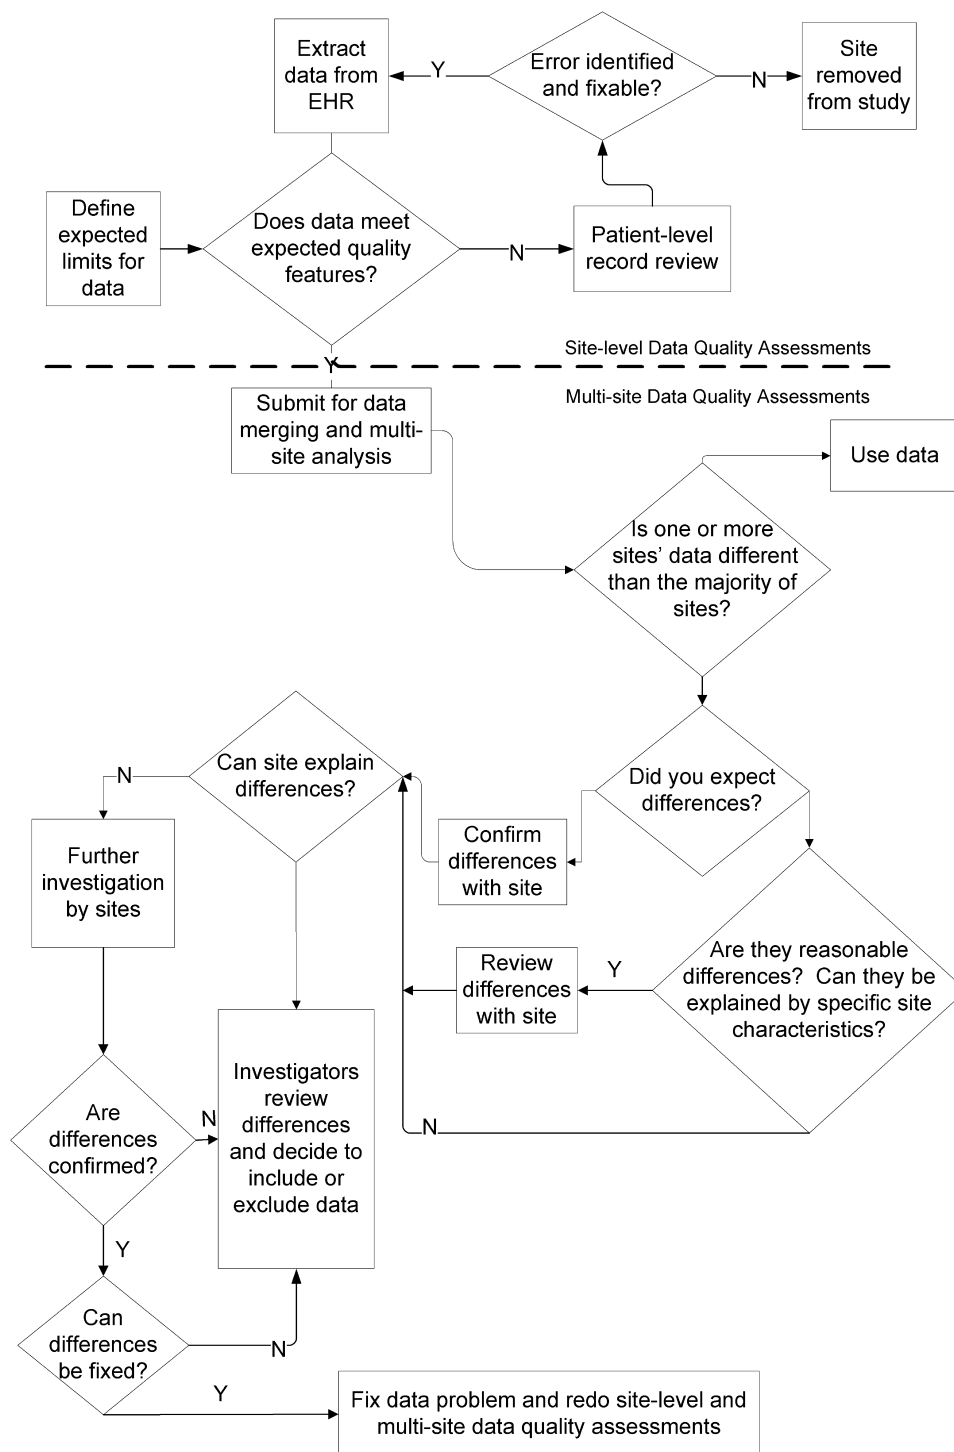 Extract
data from
EHR
Y
Error identified
and fixable?
N
Site
removed
from study
Define
expected
limits for
data
Does data meet
expected quality
features?
N
Patient-level
record review
Y
Site-level Data Quality Assessments
Multi-site Data Quality Assessments
Submit for data
merging and multi-
site analysis
Use data
Is one or more
sites’ data different
than the majority of
sites?
Did you expect
differences?
Can site explain
differences?
N
Confirm
differences
with site
Further
investigation
by sites
Are they reasonable
differences? Can they be
explained by specific site
characteristics?
Y
Review
differences
with site
N
Investigators
review
differences
and decide to
include or
exclude data
Are
differences
confirmed?
N
Y
Can
differences
be fixed?
N
Y
Fix data problem and redo site-level and
multi-site data quality assessments